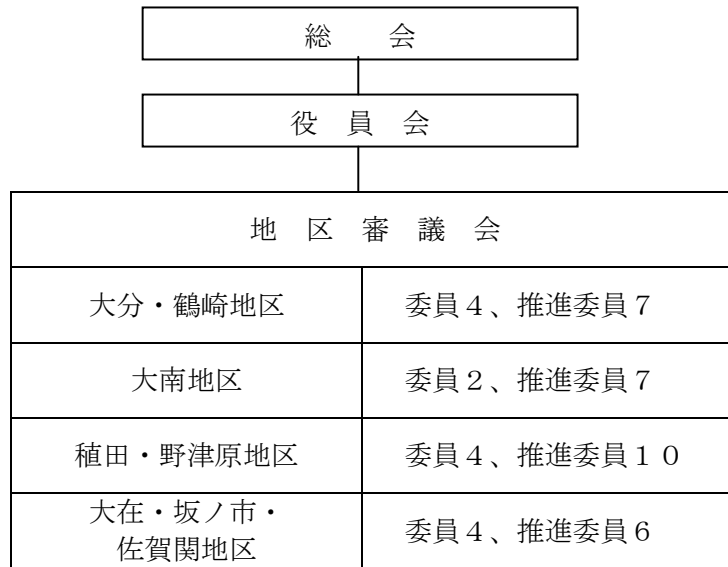 総　会
役　員　会
地　区　審　議　会
大分・鶴崎地区
委員４、推進委員７
大南地区
委員２、推進委員７
稙田・野津原地区
委員４、推進委員１０
大在・坂ノ市・
佐賀関地区
委員４、推進委員６